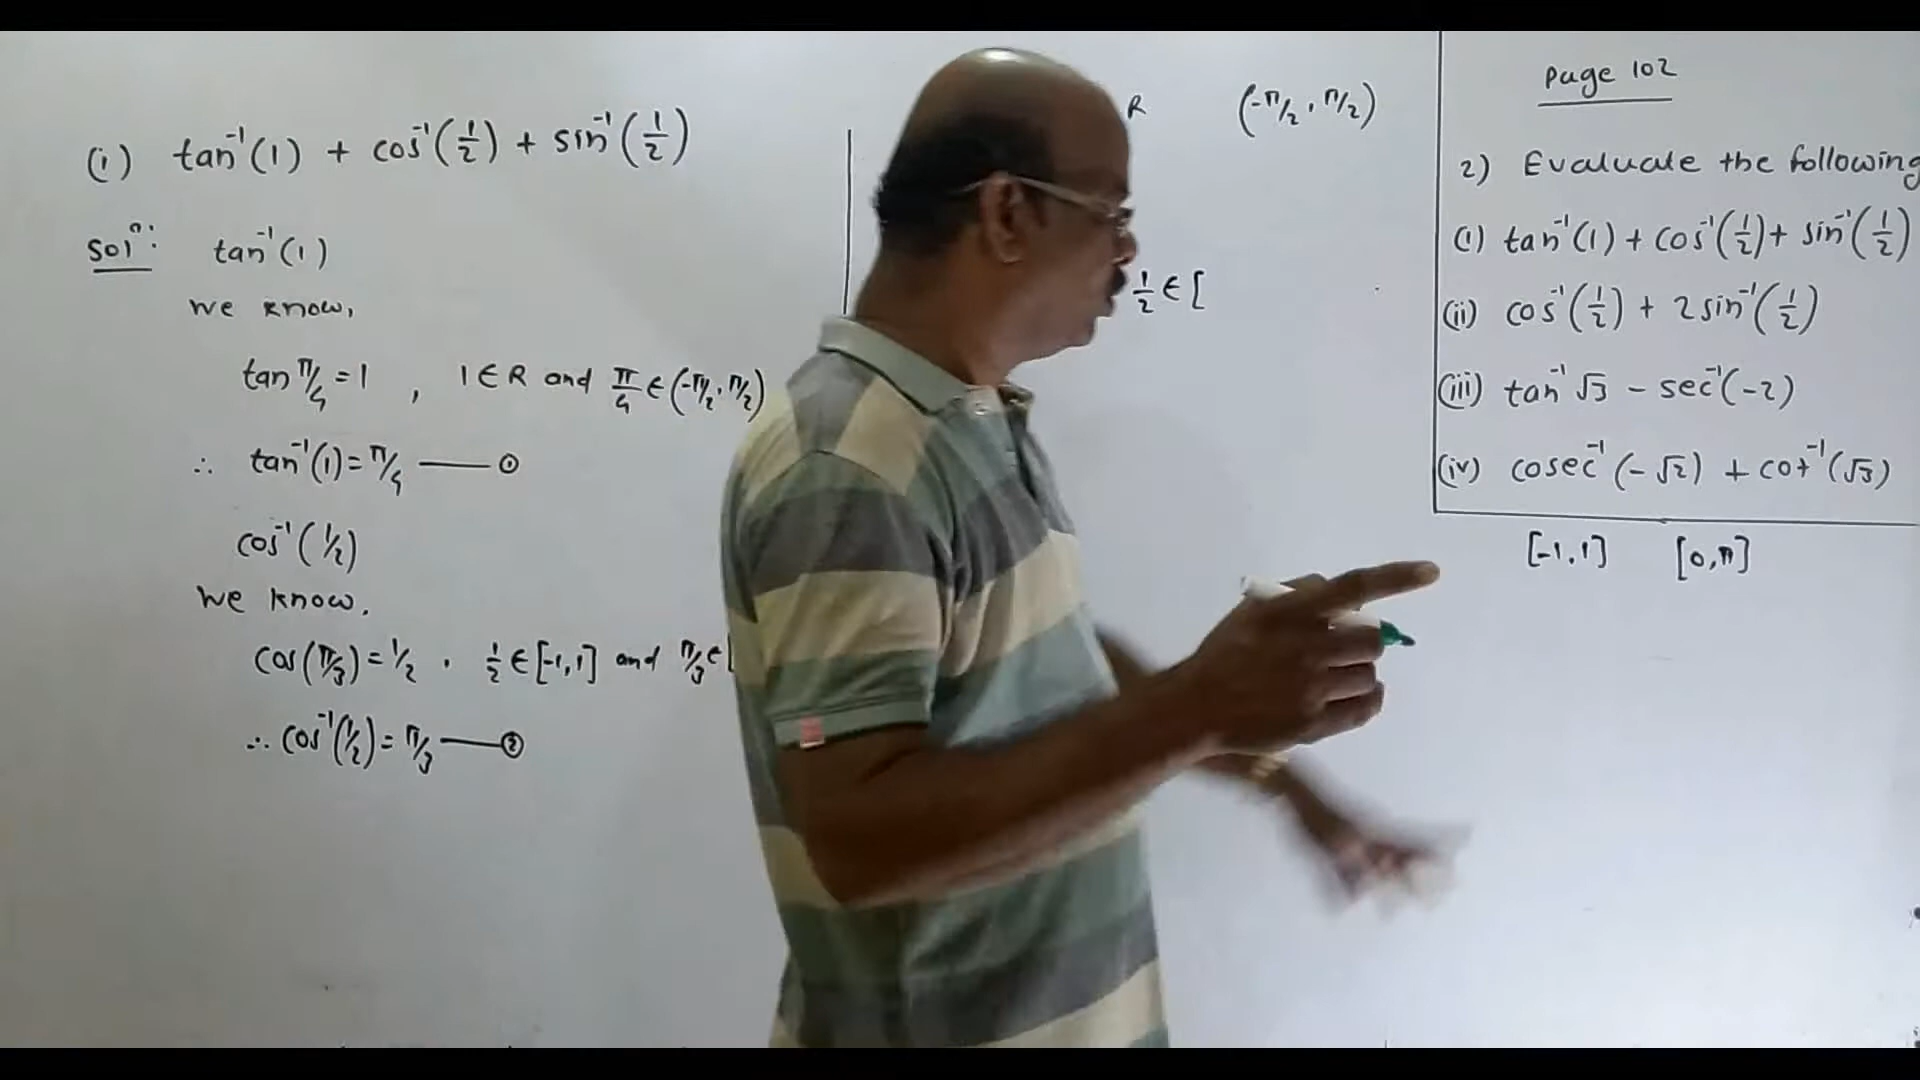 (i) tan⁻¹(1) + cos⁻¹(1/2) + sin⁻¹(1/2)
Solⁿ: tan⁻¹(1)
we know,
tan π/4 = 1 , 1 ∈ R and π/4 ∈ (-π/2, π/2)
∴ tan⁻¹(1) = π/4 —— ①
cos⁻¹(1/2)
we know,
cos(π/3) = 1/2 , 1/2 ∈ [-1,1] and π/3 ∈ [
∴ cos⁻¹(1/2) = π/3 —— ②
R (-π/2, π/2)
1/2 ∈ [
Page 102
2) Evaluate the following
(i) tan⁻¹(1) + cos⁻¹(1/2) + sin⁻¹(1/2)
(ii) cos⁻¹(1/2) + 2 sin⁻¹(1/2)
(iii) tan⁻¹ √3 - sec⁻¹(-2)
(iv) cosec⁻¹(-√2) + cot⁻¹(√3)
[-1,1] [0,π]